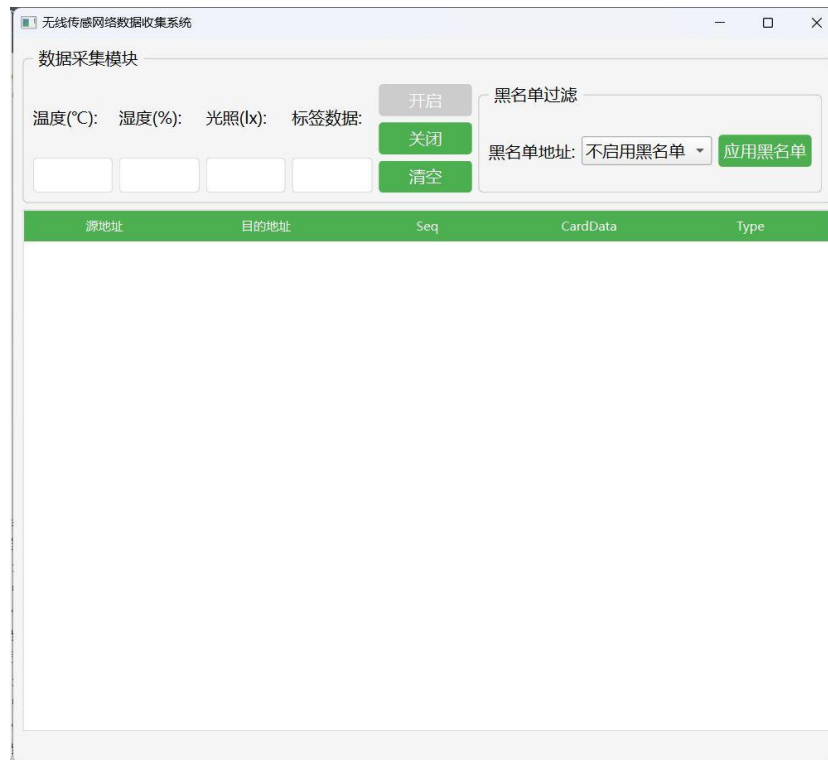 无线传感网络数据收集系统
数据采集模块
温度(℃): 湿度(%): 光照(lx): 标签数据:
开启
关闭
清空
黑名单过滤
黑名单地址: 不启用黑名单 应用黑名单
源地址 目的地址 Seq CardData Type